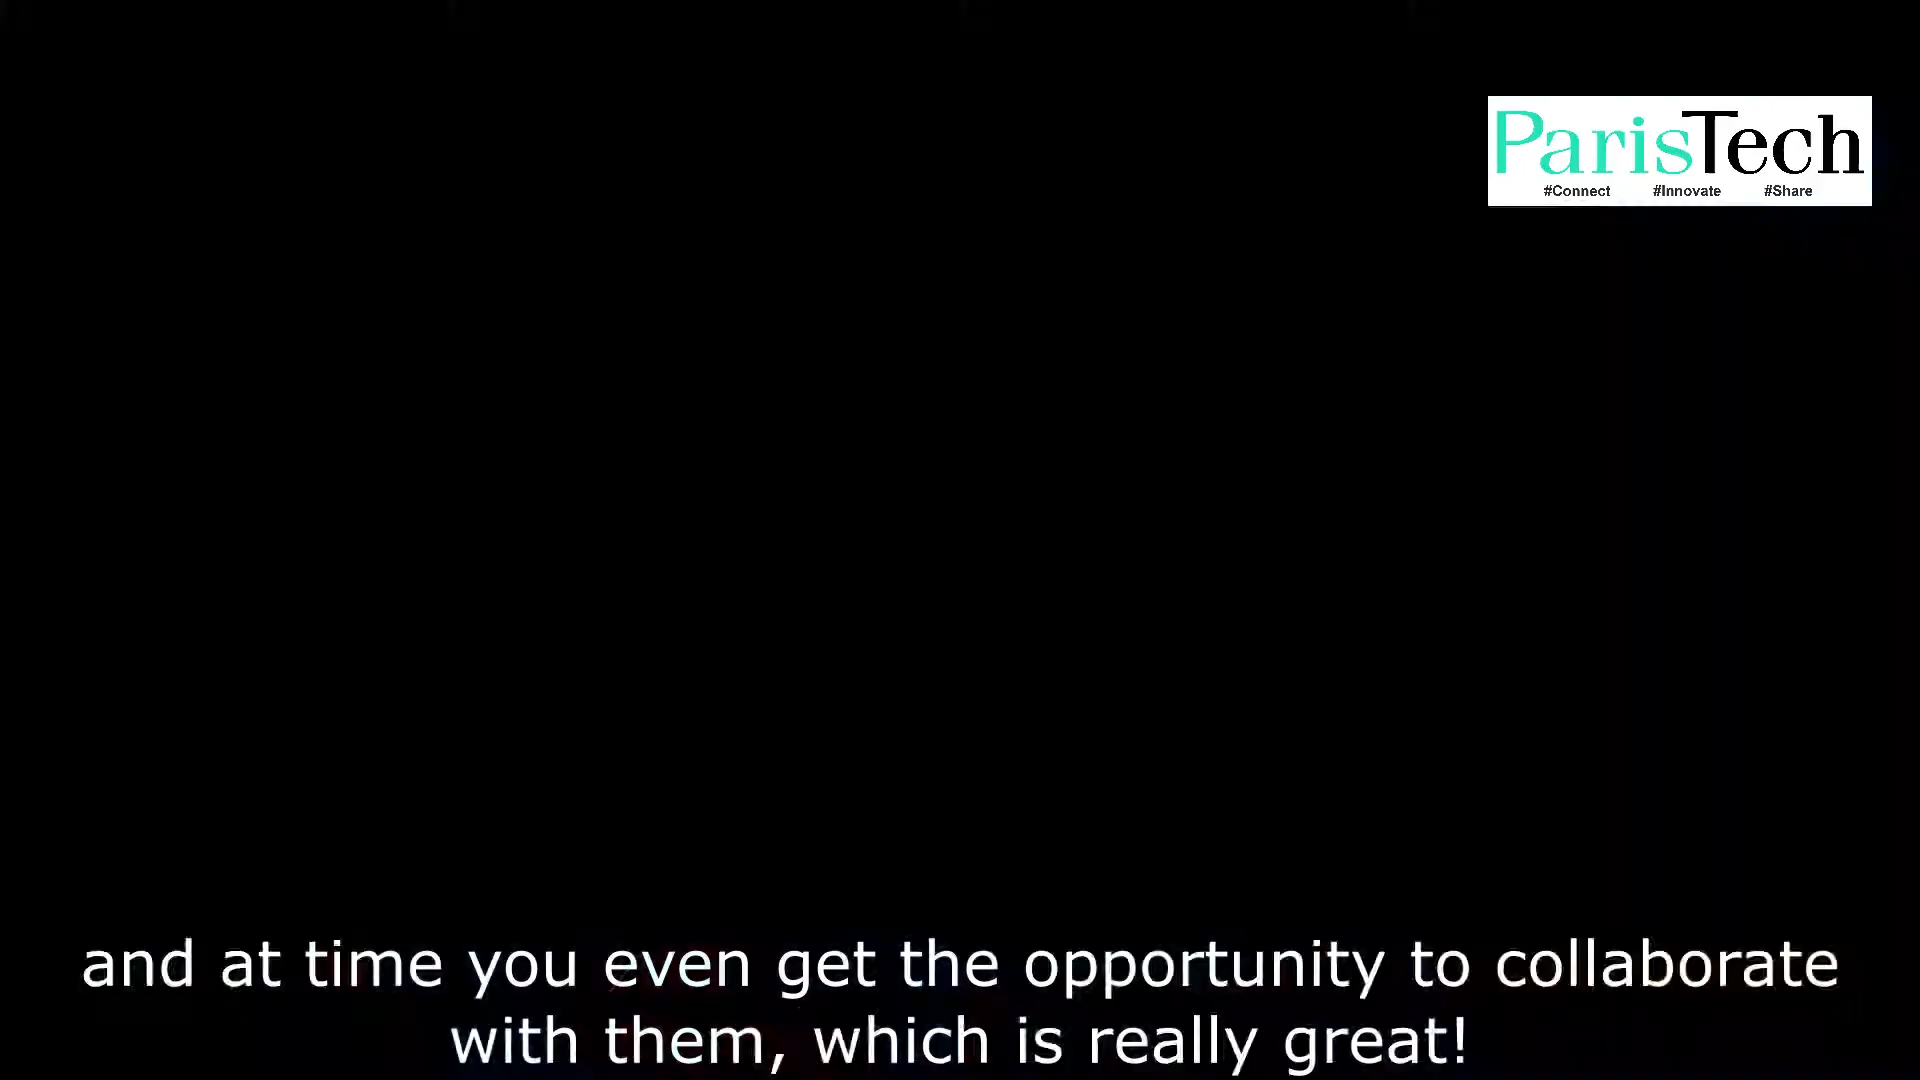 ParisTech
#Connect #Innovate #Share
and at time you even get the opportunity to collaborate
with them, which is really great!